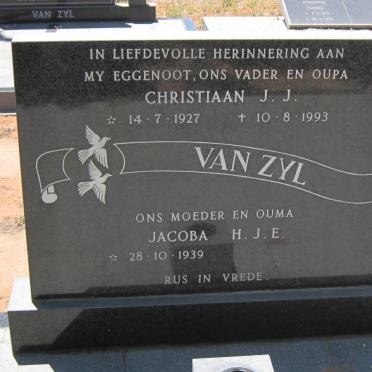 VAN ZYL
IN LIEFDEVOLLE HERINNERING AAN
MY EGGENOOT, ONS VADER EN OUPA
CHRISTIAAN J. J.
☆ 14·7·1927 ✝ 10·8·1993
VAN ZYL
ONS MOEDER EN OUMA
JACOBA H. J. E.
☆ 28·10·1939
RUS IN VREDE.